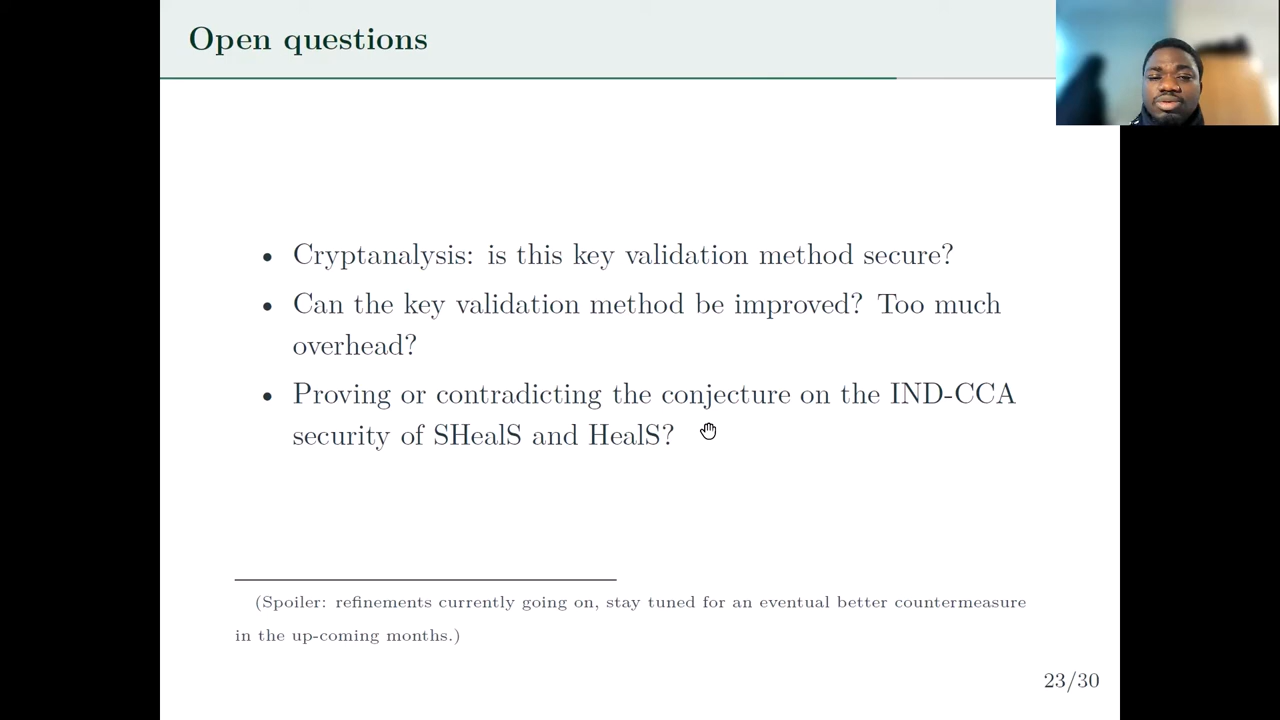 Open questions
• Cryptanalysis: is this key validation method secure?
• Can the key validation method be improved? Too much
overhead?
• Proving or contradicting the conjecture on the IND-CCA
security of SHealS and HealS?
(Spoiler: refinements currently going on, stay tuned for an eventual better countermeasure
in the up-coming months.)
23/30